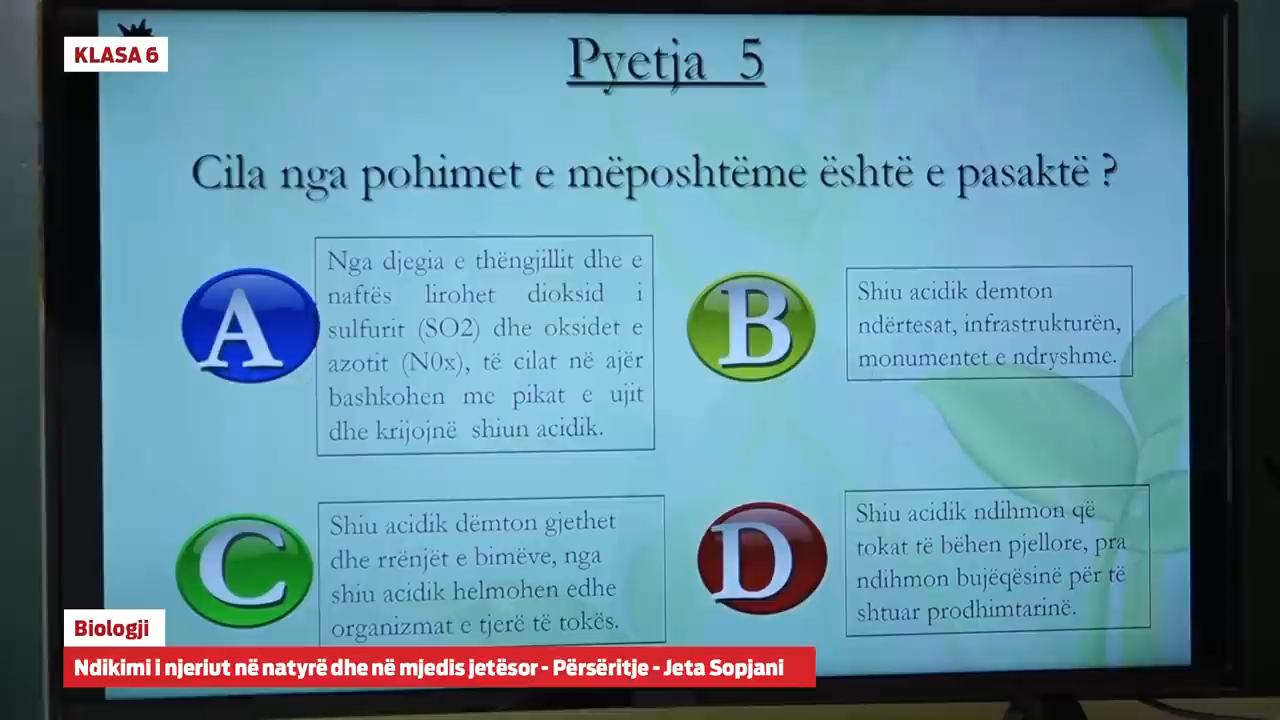 KLASA 6
Pyetja 5
Cila nga pohimet e mëposhtëme është e pasaktë ?
A
Nga djegia e thëngjillit dhe e
naftës lirohet dioksid i
sulfurit (SO2) dhe oksidet e
azotit (N0x), të cilat në ajër
bashkohen me pikat e ujit
dhe krijojnë shiun acidik.
B
Shiu acidik demton
ndërtesat, infrastrukturën,
monumentet e ndryshme.
C
Shiu acidik dëmton gjethet
dhe rrënjët e bimëve, nga
shiu acidik helmohen edhe
organizmat e tjerë të tokës.
D
Shiu acidik ndihmon që
tokat të bëhen pjellore, pra
ndihmon bujëqësinë për të
shtuar prodhimtarinë.
Biologji
Ndikimi i njeriut në natyrë dhe në mjedis jetësor - Përsëritje - Jeta Sopjani